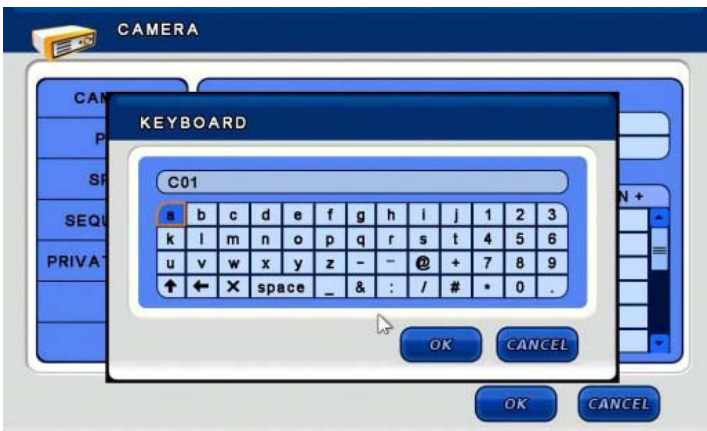 CAMERA
KEYBOARD
C01
a b c d e f g h i j 1 2 3
k l m n o p q r s t 4 5 6
u v w x y z - ¯ @ + 7 8 9
↑ ← X space _ & : / # • 0 .
N +
OK CANCEL
OK CANCEL